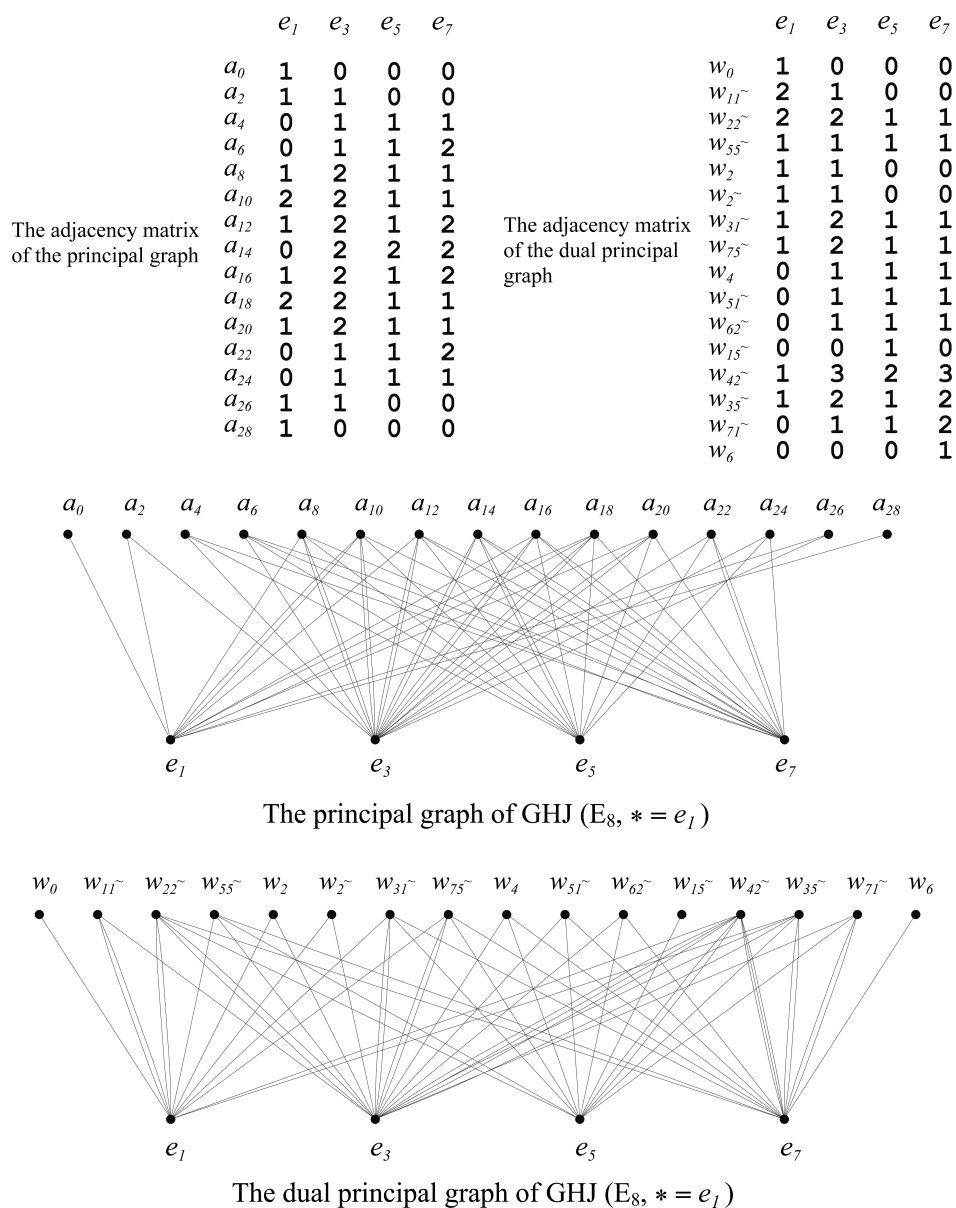 e1 e3 e5 e7
a0 1 0 0 0
a2 1 1 0 0
a4 0 1 1 1
a6 0 1 1 2
a8 1 2 1 1
a10 2 2 1 1
a12 1 2 1 2
a14 0 2 2 2
a16 1 2 1 2
a18 2 2 1 1
a20 1 2 1 1
a22 0 1 1 2
a24 0 1 1 1
a26 1 1 0 0
a28 1 0 0 0
The adjacency matrix
of the principal graph
e1 e3 e5 e7
w0 1 0 0 0
w11~ 2 1 0 0
w22~ 2 2 1 1
w55~ 1 1 1 1
w2 1 1 0 0
w2~ 1 1 0 0
w31~ 1 2 1 1
w75~ 1 2 1 1
w4 0 1 1 1
w51~ 0 1 1 1
w62~ 0 1 1 1
w15~ 0 0 1 0
w42~ 1 3 2 3
w35~ 1 2 1 2
w71~ 0 1 1 2
w6 0 0 0 1
The adjacency matrix
of the dual principal
graph
a0 a2 a4 a6 a8 a10 a12 a14 a16 a18 a20 a22 a24 a26 a28
e1 e3 e5 e7
The principal graph of GHJ (E8, * = e1)
w0 w11~ w22~ w55~ w2 w2~ w31~ w75~ w4 w51~ w62~ w15~ w42~ w35~ w71~ w6
e1 e3 e5 e7
The dual principal graph of GHJ (E8, * = e1)